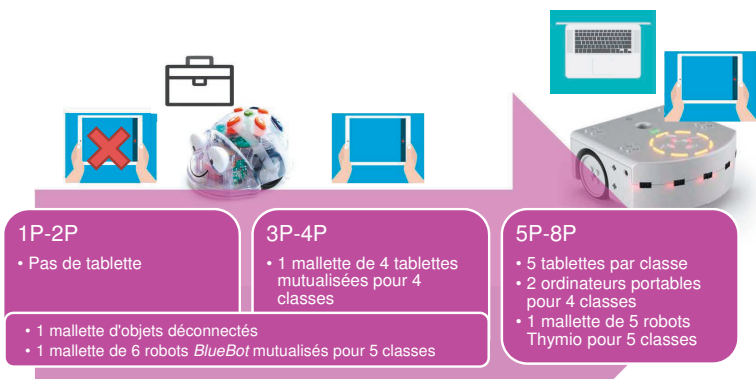 1P-2P
• Pas de tablette
3P-4P
• 1 mallette de 4 tablettes
mutualisées pour 4
classes
• 1 mallette d'objets déconnectés
• 1 mallette de 6 robots BlueBot mutualisés pour 5 classes
5P-8P
• 5 tablettes par classe
• 2 ordinateurs portables
pour 4 classes
• 1 mallette de 5 robots
Thymio pour 5 classes